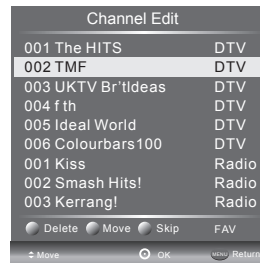 Channel Edit
001 The HITS DTV
002 TMF DTV
003 UKTV Br'tIdeas DTV
004 f th DTV
005 Ideal World DTV
006 Colourbars100 DTV
001 Kiss Radio
002 Smash Hits! Radio
003 Kerrang! Radio
Delete Move Skip FAV
Move OK MENU Return